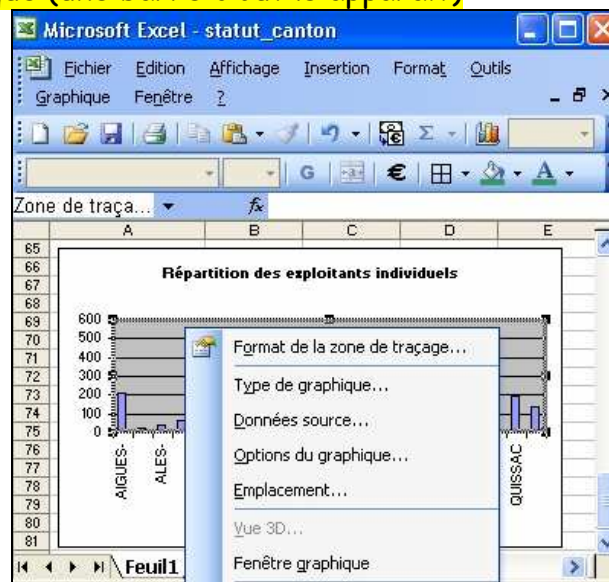 Microsoft Excel - statut_canton
Fichier Edition Affichage Insertion Format Outils
Graphique Fenêtre ?
G €  A
Zone de traça... fx
A B C D E
65
66
67
68
69
70
71
72
73
74
75
76
77
78
79
80
81
Répartition des exploitants individuels
600
500
400
300
200
100
0
AIGUES-
ALES-
QUISSAC
Format de la zone de traçage...
Type de graphique...
Données source...
Options du graphique...
Emplacement...
Vue 3D...
Fenêtre graphique
Feuil1